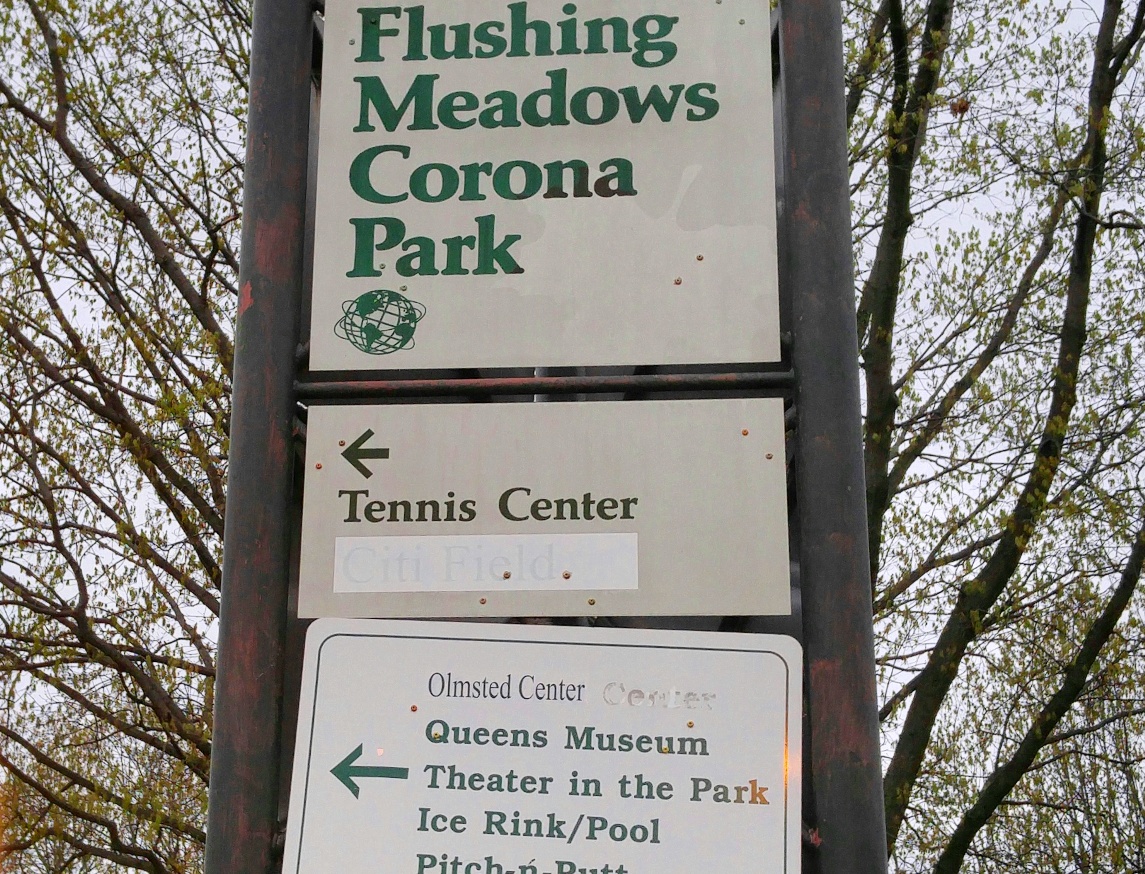 Flushing
Meadows
Corona
Park
Tennis Center
Citi Field
Olmsted Center Center
Queens Museum
Theater in the Park
Ice Rink/Pool
Pitch-n-Putt